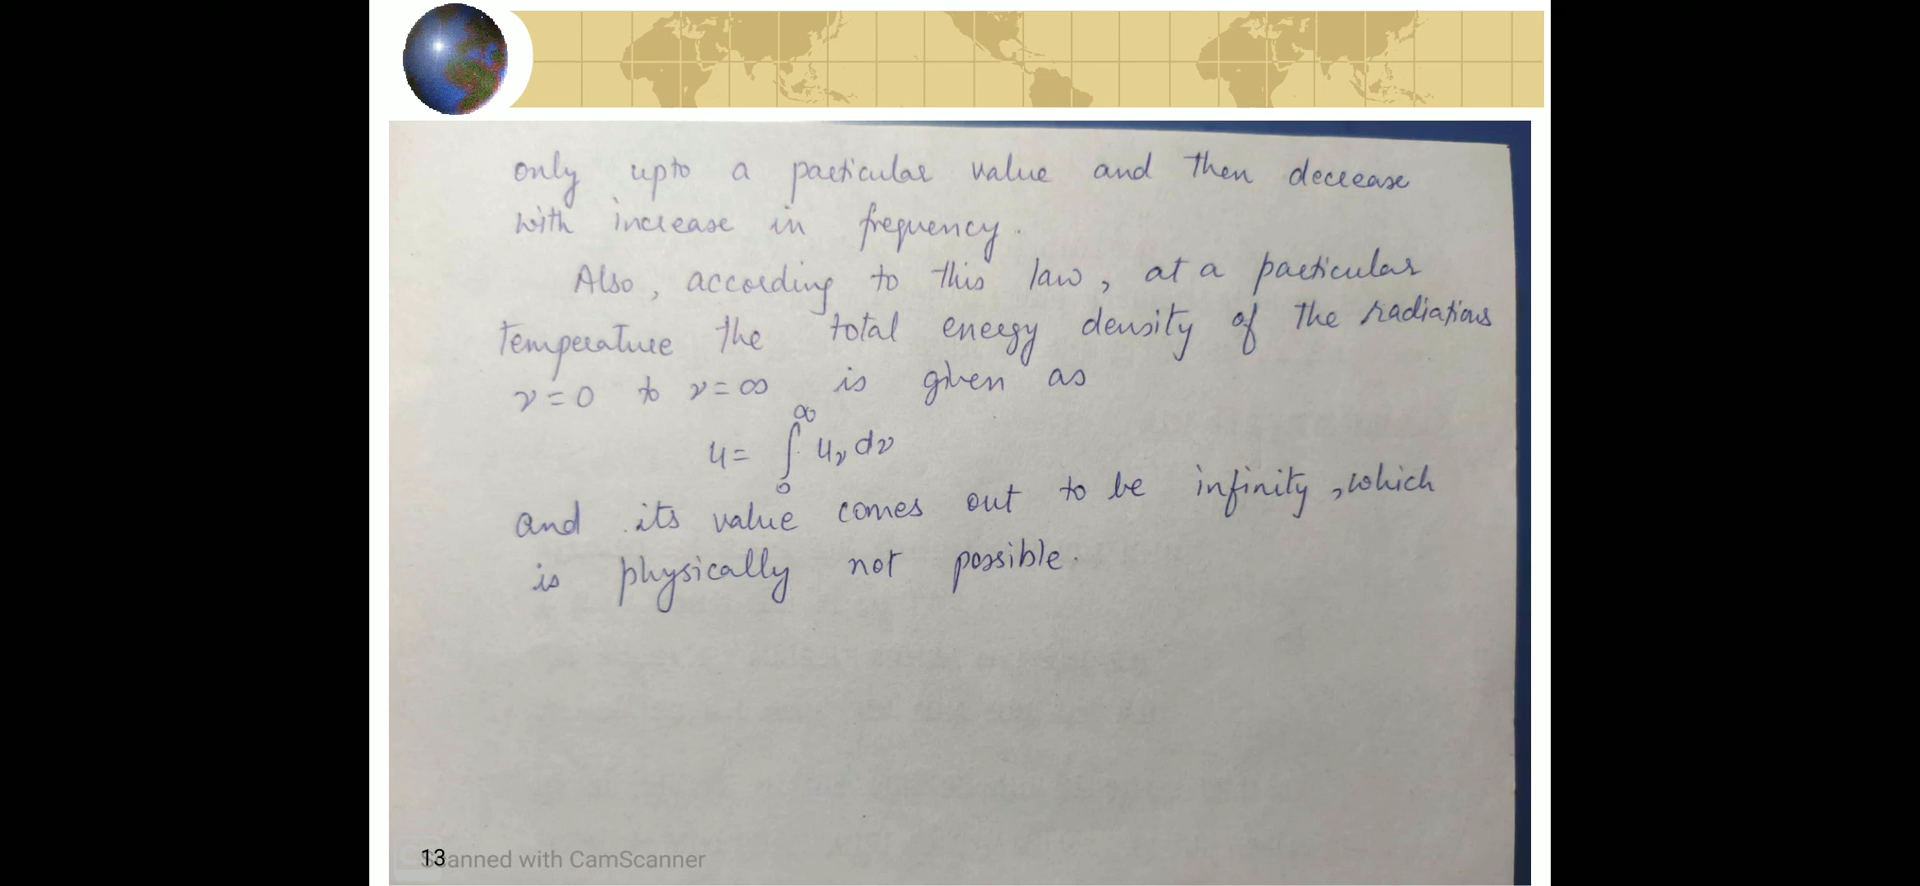 only upto a particular value and then decrease
with increase in frequency.
Also, according to this law, at a particular
temperature the total energy density of the radiations
ν=0 to ν=∞ is given as
u = ∫₀^∞ u_ν dν
and its value comes out to be infinity, which
is physically not possible.
13
Scanned with CamScanner